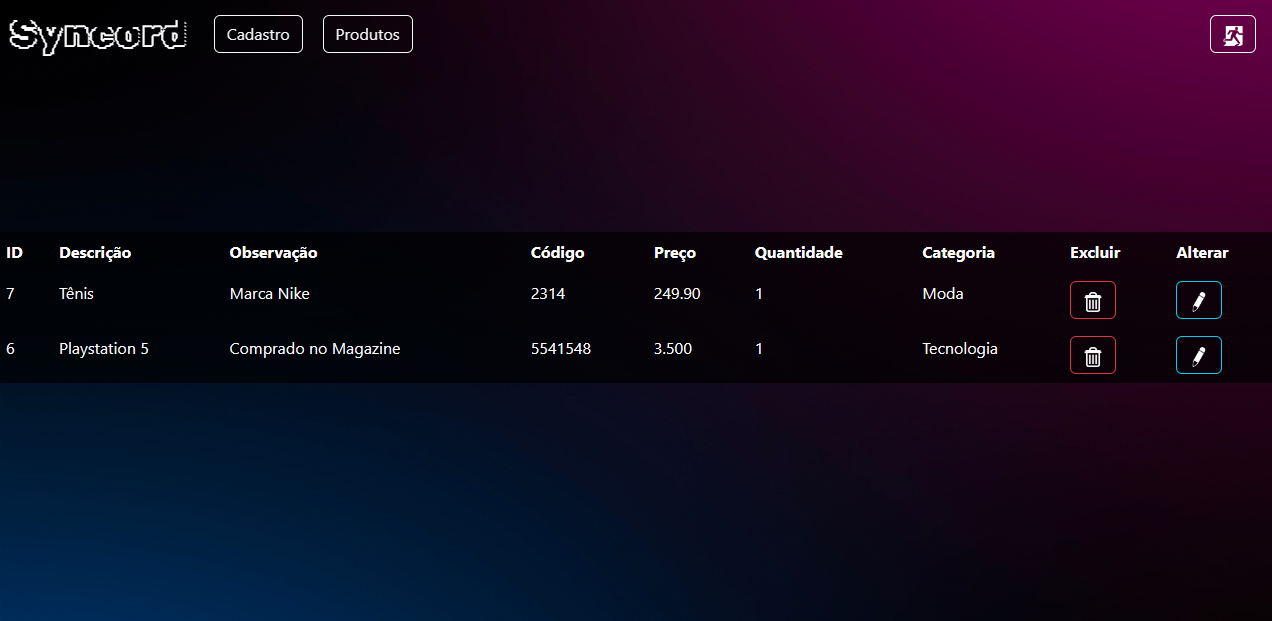 Syncord Cadastro Produtos
ID Descrição Observação Código Preço Quantidade Categoria Excluir Alterar
7 Tênis Marca Nike 2314 249.90 1 Moda
6 Playstation 5 Comprado no Magazine 5541548 3.500 1 Tecnologia